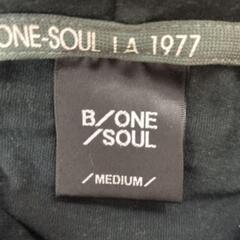 /ONE-SOUL LA 1977
B/ONE
/SOUL
/MEDIUM/